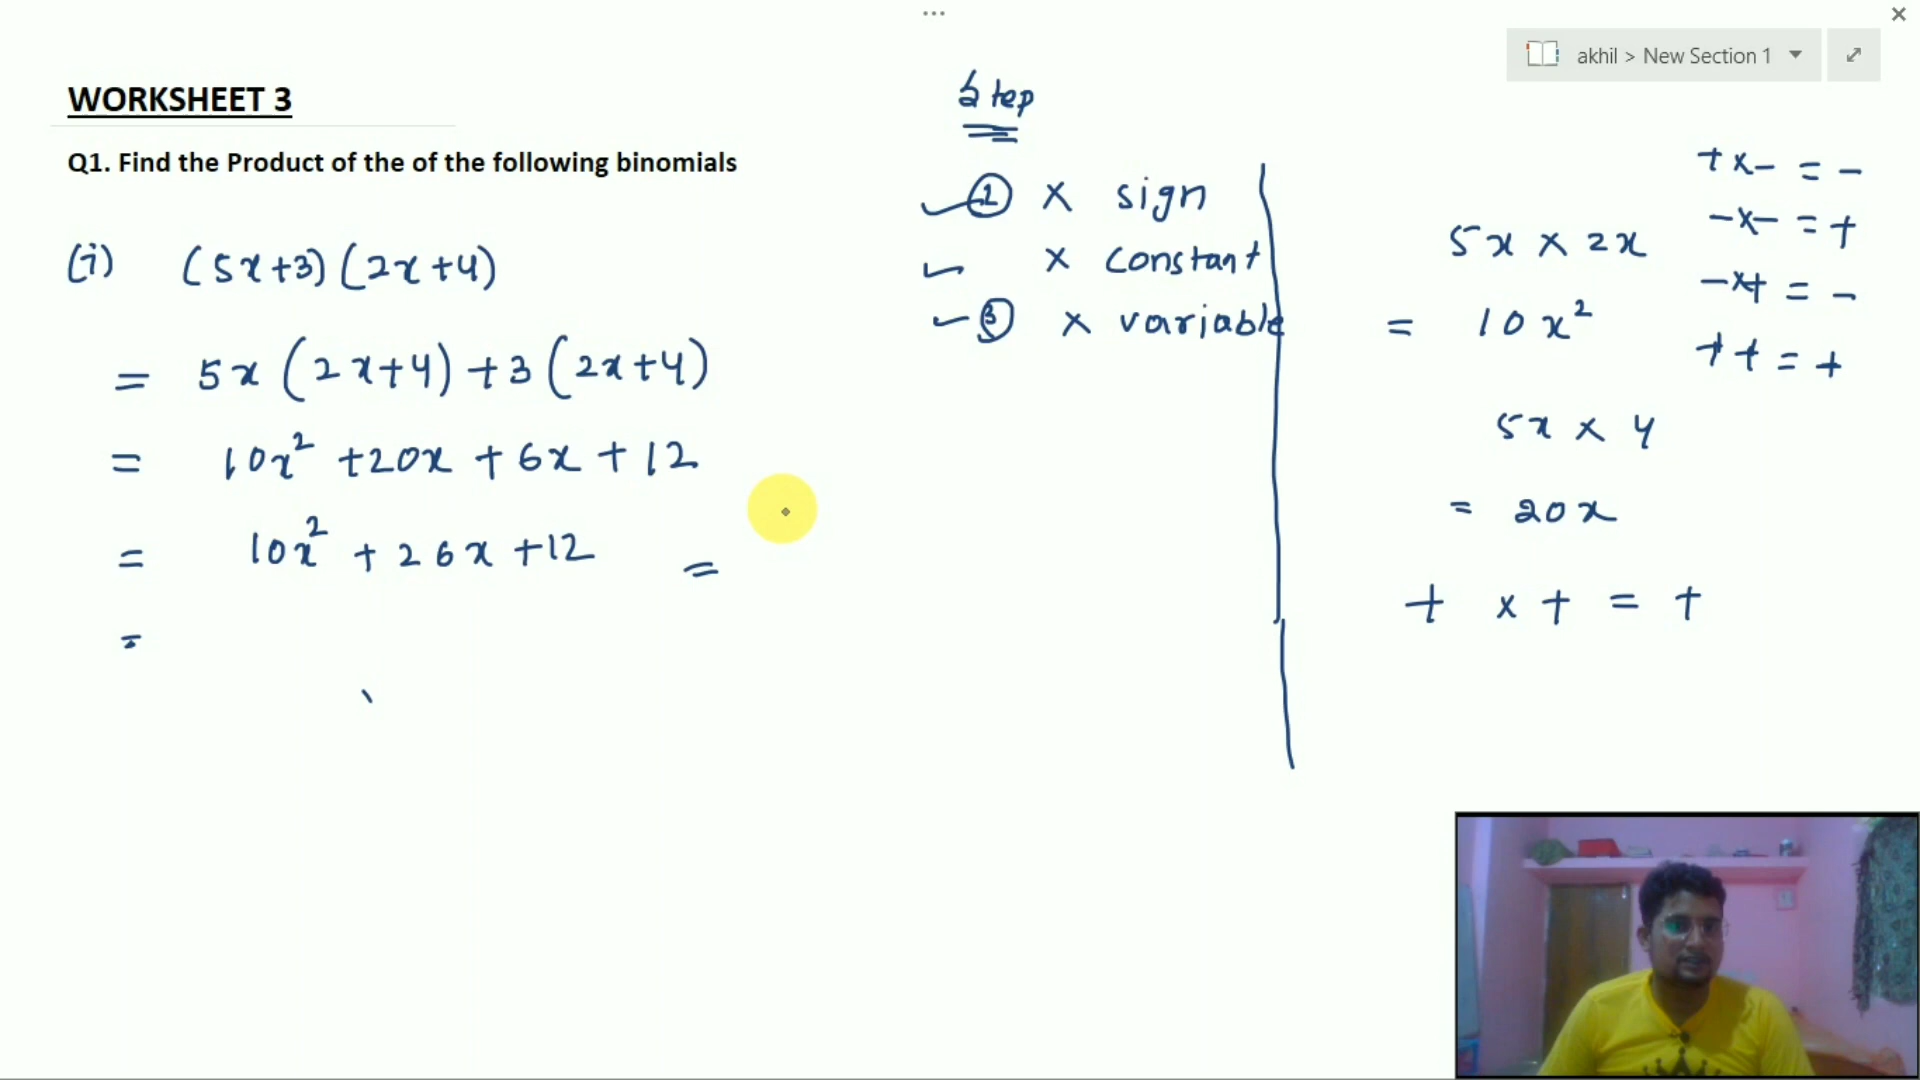 akhil > New Section 1
WORKSHEET 3
Q1. Find the Product of the of the following binomials
(i) (5x+3)(2x+4)
= 5x(2x+4)+3(2x+4)
= 10x² +20x + 6x + 12
= 10x² + 26x +12 =
=
Step
1 × sign
× constant
3 × variable
5x × 2x
= 10x²
5x × 4
= 20x
+ × + = +
+ x - = -
- x - = +
- x + = -
+ + = +